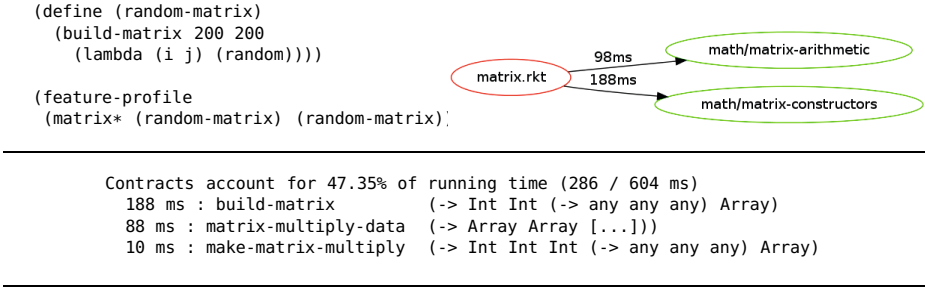 (define (random-matrix)
(build-matrix 200 200
(lambda (i j) (random))))
(feature-profile
(matrix* (random-matrix) (random-matrix))
matrix.rkt
98ms
188ms
math/matrix-arithmetic
math/matrix-constructors
Contracts account for 47.35% of running time (286 / 604 ms)
188 ms : build-matrix (-> Int Int (-> any any any) Array)
88 ms : matrix-multiply-data (-> Array Array [...]))
10 ms : make-matrix-multiply (-> Int Int Int (-> any any any) Array)